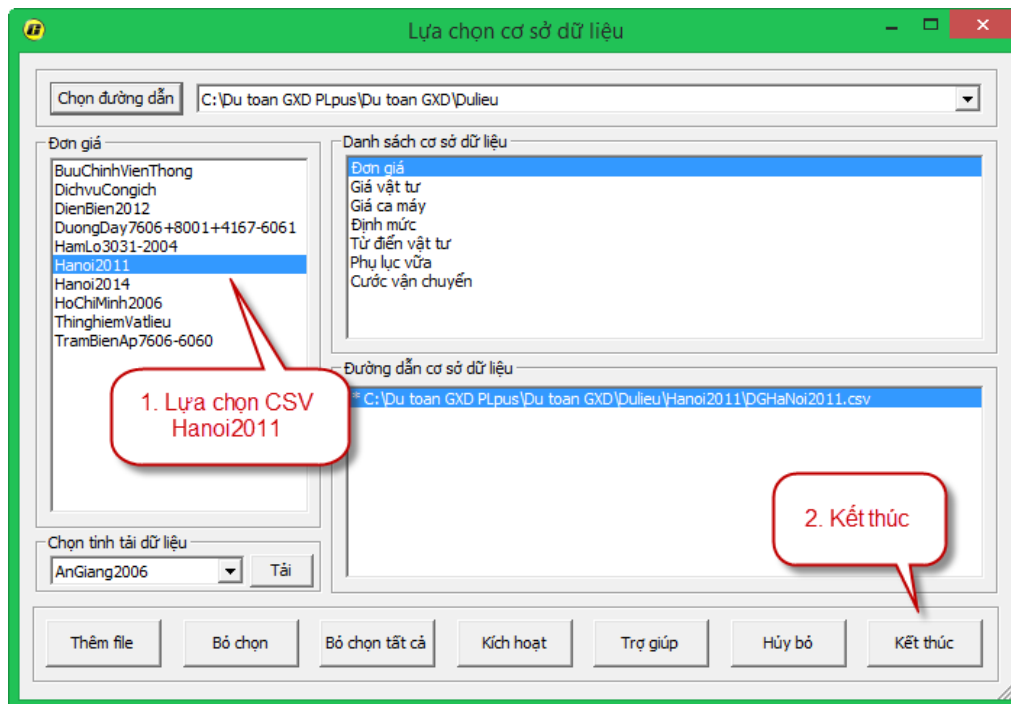 Lựa chọn cơ sở dữ liệu
Chọn đường dẫn
C:\Du toan GXD PLpus\Du toan GXD\Dulieu
Đơn giá
BuuChinhVienThong
DichvuCongich
DienBien2012
DuongDay7606+8001+4167-6061
HamLo3031-2004
Hanoi2011
Hanoi2014
HoChiMinh2006
ThinghiemVatlieu
TramBienAp7606-6060
Danh sách cơ sở dữ liệu
Đơn giá
Giá vật tư
Giá ca máy
Định mức
Từ điển vật tư
Phụ lục vữa
Cước vận chuyển
Đường dẫn cơ sở dữ liệu
* C:\Du toan GXD PLpus\Du toan GXD\Dulieu\Hanoi2011\DGHaNoi2011.csv
1. Lựa chọn CSV
Hanoi2011
2. Kết thúc
Chọn tỉnh tải dữ liệu
AnGiang2006
Tải
Thêm file
Bỏ chọn
Bỏ chọn tất cả
Kích hoạt
Trợ giúp
Hủy bỏ
Kết thúc